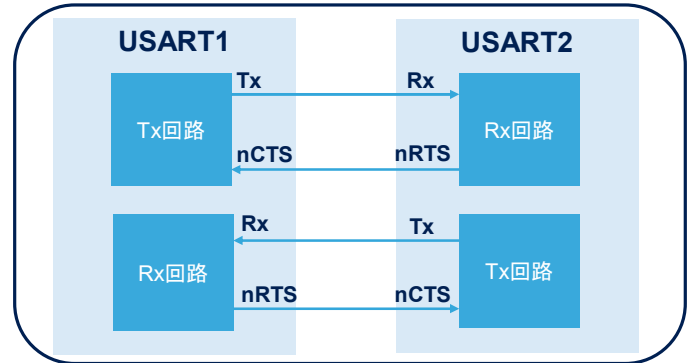 USART1
USART2
Tx
Rx
Tx回路
Rx回路
nCTS
nRTS
Rx
Tx
Rx回路
Tx回路
nRTS
nCTS